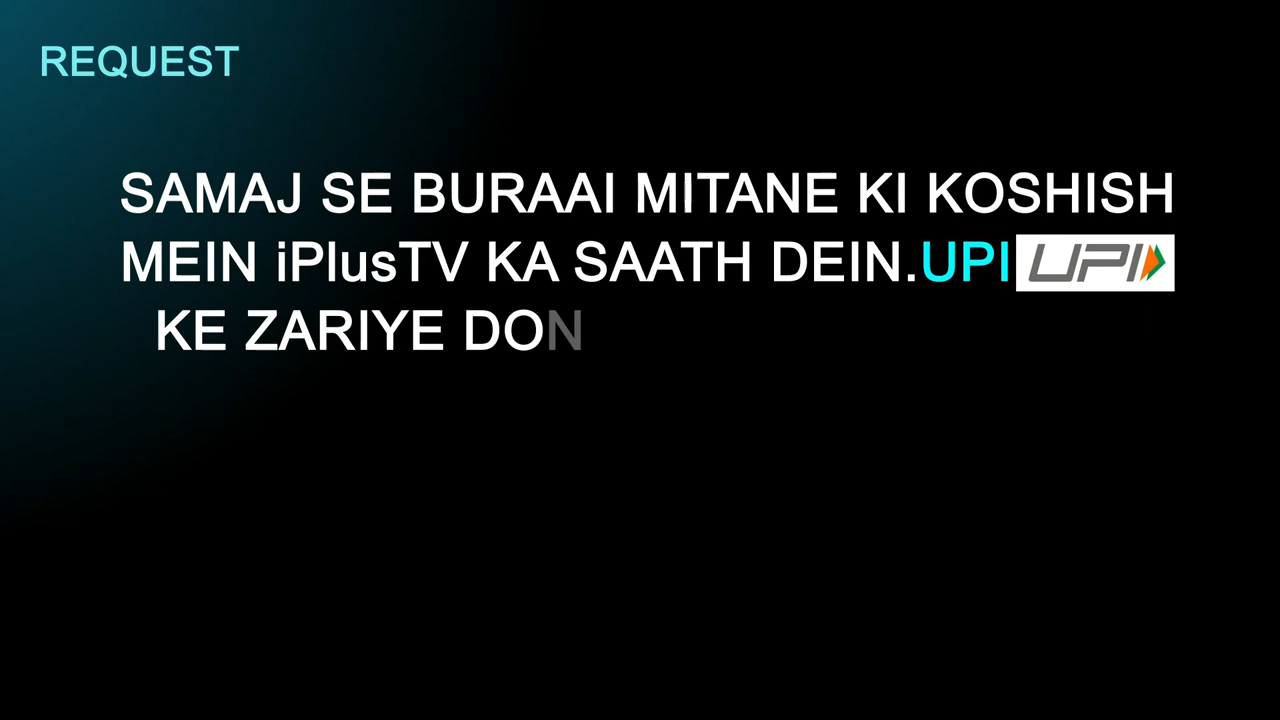 REQUEST
SAMAJ SE BURAAI MITANE KI KOSHISH
MEIN iPlusTV KA SAATH DEIN.UPI UPI
KE ZARIYE DON